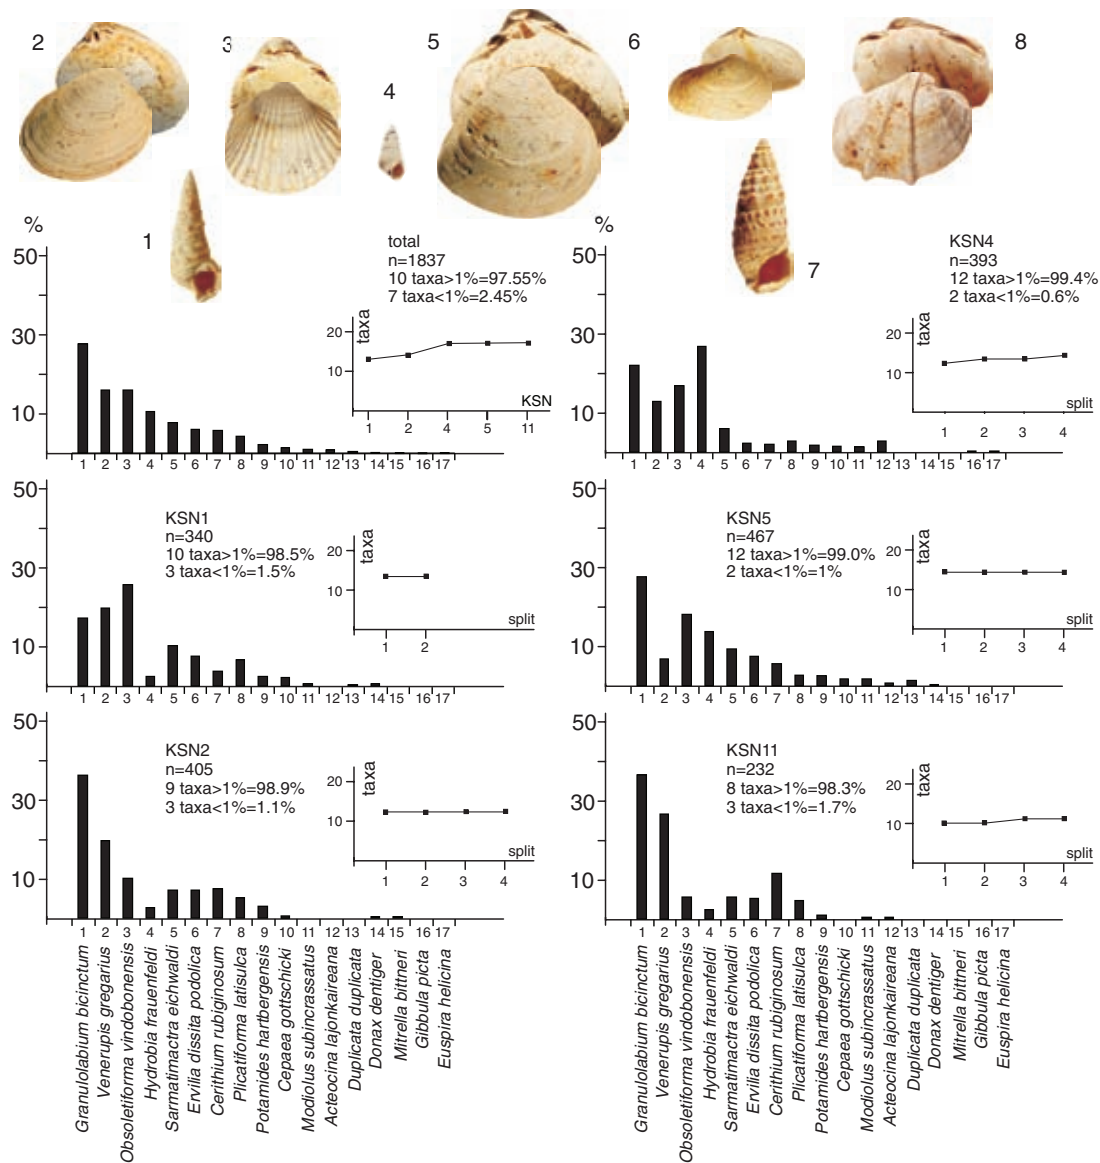 2
3
4
5
6
8
1
7
%
50
30
10
total
n=1837
10 taxa>1%=97.55%
7 taxa<1%=2.45%
taxa
20
10
KSN
1 2 4 5 11
1 2 3 4 5 6 7 8 9 10 11 12 13 14 15 16 17
%
50
30
10
KSN4
n=393
12 taxa>1%=99.4%
2 taxa<1%=0.6%
taxa
20
10
split
1 2 3 4
1 2 3 4 5 6 7 8 9 10 11 12 13 14 15 16 17
50
30
10
KSN1
n=340
10 taxa>1%=98.5%
3 taxa<1%=1.5%
taxa
20
10
split
1 2
1 2 3 4 5 6 7 8 9 10 11 12 13 14 15 16 17
50
30
10
KSN5
n=467
12 taxa>1%=99.0%
2 taxa<1%=1%
taxa
20
10
split
1 2 3 4
1 2 3 4 5 6 7 8 9 10 11 12 13 14 15 16 17
50
30
10
KSN2
n=405
9 taxa>1%=98.9%
3 taxa<1%=1.1%
taxa
20
10
split
1 2 3 4
1 2 3 4 5 6 7 8 9 10 11 12 13 14 15 16 17
Granulolabium bicinctum
Venerupis gregarius
Obsoletiforma vindobonensis
Hydrobia frauenfeldi
Sarmatimactra eichwaldi
Ervilia dissita podolica
Cerithium rubiginosum
Plicatiforma latisulca
Potamides hartbergensis
Cepaea gottschicki
Modiolus subincrassatus
Acteocina lajonkaireana
Duplicata duplicata
Donax dentiger
Mitrella bittneri
Gibbula picta
Euspira helicina
50
30
10
KSN11
n=232
8 taxa>1%=98.3%
3 taxa<1%=1.7%
taxa
20
10
split
1 2 3 4
1 2 3 4 5 6 7 8 9 10 11 12 13 14 15 16 17
Granulolabium bicinctum
Venerupis gregarius
Obsoletiforma vindobonensis
Hydrobia frauenfeldi
Sarmatimactra eichwaldi
Ervilia dissita podolica
Cerithium rubiginosum
Plicatiforma latisulca
Potamides hartbergensis
Cepaea gottschicki
Modiolus subincrassatus
Acteocina lajonkaireana
Duplicata duplicata
Donax dentiger
Mitrella bittneri
Gibbula picta
Euspira helicina